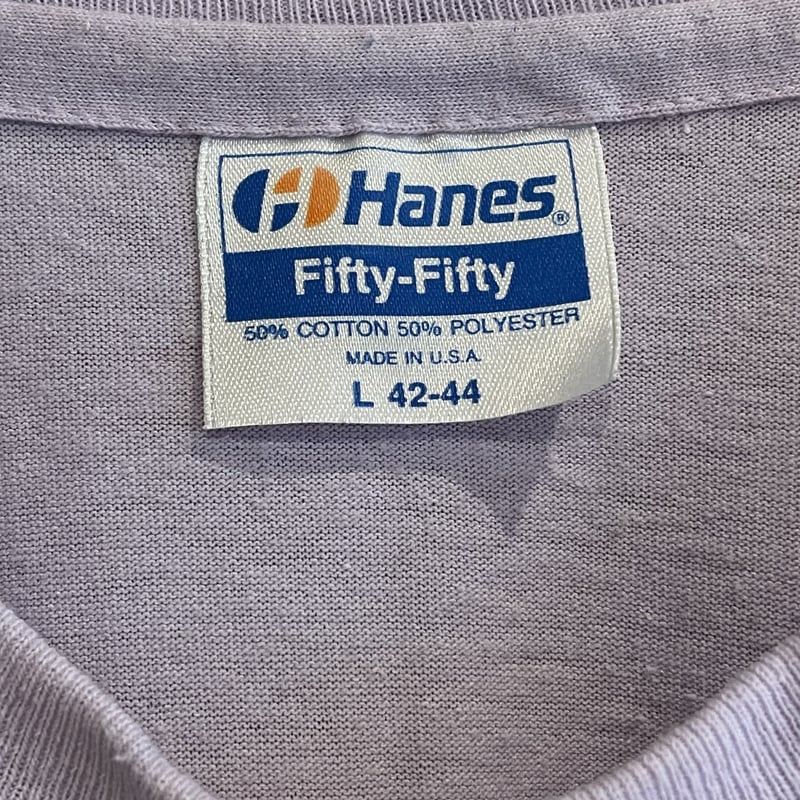 Hanes®
Fifty-Fifty
50% COTTON 50% POLYESTER
MADE IN U.S.A.
L 42-44